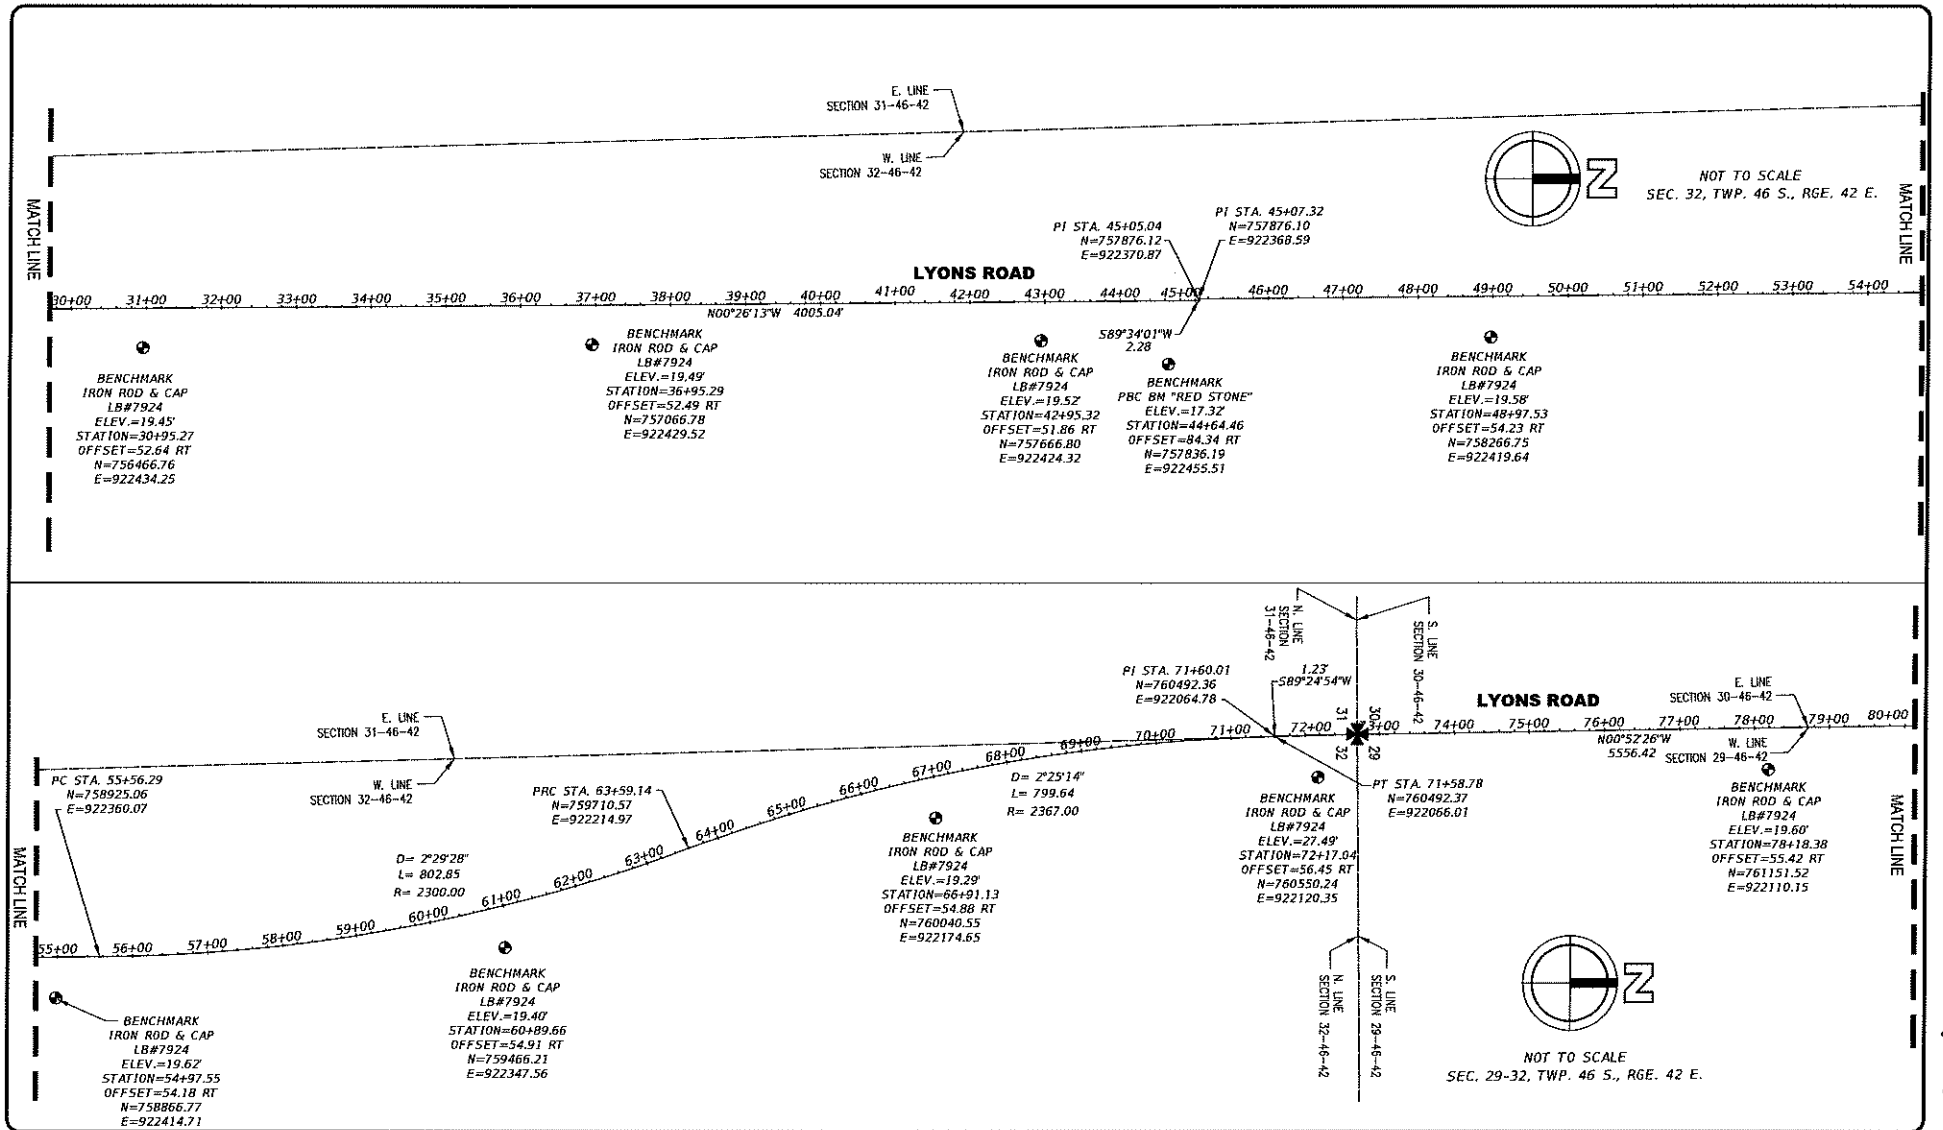 E. LINE
SECTION 31-46-42
W. LINE
SECTION 32-46-42
MATCH LINE
N
NOT TO SCALE
SEC. 32, TWP. 46 S., RGE. 42 E.
MATCH LINE
PI STA. 45+05.04
N=757876.12
E=922370.87
PI STA. 45+07.32
N=757876.10
E=922368.59
LYONS ROAD
30+00 31+00 32+00 33+00 34+00 35+00 36+00 37+00 38+00 39+00 40+00 41+00 42+00 43+00 44+00 45+00 46+00 47+00 48+00 49+00 50+00 51+00 52+00 53+00 54+00
N00°26'13"W 4005.04'
S89°34'01"W
2.28
BENCHMARK
IRON ROD & CAP
LB#7924
ELEV.=19.45'
STATION=30+95.27
OFFSET=52.64 RT
N=756466.76
E=922434.25
BENCHMARK
IRON ROD & CAP
LB#7924
ELEV.=19.49'
STATION=36+95.29
OFFSET=52.49 RT
N=757066.78
E=922429.52
BENCHMARK
IRON ROD & CAP
LB#7924
ELEV.=19.52'
STATION=42+95.32
OFFSET=51.86 RT
N=757666.80
E=922424.32
BENCHMARK
PBC BM "RED STONE"
ELEV.=17.32'
STATION=44+64.46
OFFSET=84.34 RT
N=757836.19
E=922455.51
BENCHMARK
IRON ROD & CAP
LB#7924
ELEV.=19.58'
STATION=48+97.53
OFFSET=54.23 RT
N=758266.75
E=922419.64
N. LINE
SECTION
31-46-42
S. LINE
SECTION 30-46-42
E. LINE
SECTION 31-46-42
W. LINE
SECTION 32-46-42
PI STA. 71+60.01
N=760492.36
E=922064.78
1.23'
S89°24'54"W
31
30
32
29
LYONS ROAD
E. LINE
SECTION 30-46-42
W. LINE
SECTION 29-46-42
N00°52'26"W
5556.42
PC STA. 55+56.29
N=758925.06
E=922360.07
PRC STA. 63+59.14
N=759710.57
E=922214.97
D= 2°25'14"
L= 799.64
R= 2367.00
PT STA. 71+58.78
N=760492.37
E=922066.01
D= 2°29'28"
L= 802.85
R= 2300.00
MATCH LINE
55+00 56+00 57+00 58+00 59+00 60+00 61+00 62+00 63+00 64+00 65+00 66+00 67+00 68+00 69+00 70+00 71+00 72+00 73+00 74+00 75+00 76+00 77+00 78+00 79+00 80+00
MATCH LINE
BENCHMARK
IRON ROD & CAP
LB#7924
ELEV.=19.62'
STATION=54+97.55
OFFSET=54.18 RT
N=758866.77
E=922414.71
BENCHMARK
IRON ROD & CAP
LB#7924
ELEV.=19.40'
STATION=60+89.66
OFFSET=54.91 RT
N=759466.21
E=922347.56
BENCHMARK
IRON ROD & CAP
LB#7924
ELEV.=19.29'
STATION=66+91.13
OFFSET=54.88 RT
N=760040.55
E=922174.65
BENCHMARK
IRON ROD & CAP
LB#7924
ELEV.=27.49'
STATION=72+17.04
OFFSET=56.45 RT
N=760550.24
E=922120.35
BENCHMARK
IRON ROD & CAP
LB#7924
ELEV.=19.60'
STATION=78+18.38
OFFSET=55.42 RT
N=761151.52
E=922110.15
N. LINE
SECTION 32-46-42
S. LINE
SECTION 29-46-42
N
NOT TO SCALE
SEC. 29-32, TWP. 46 S., RGE. 42 E.